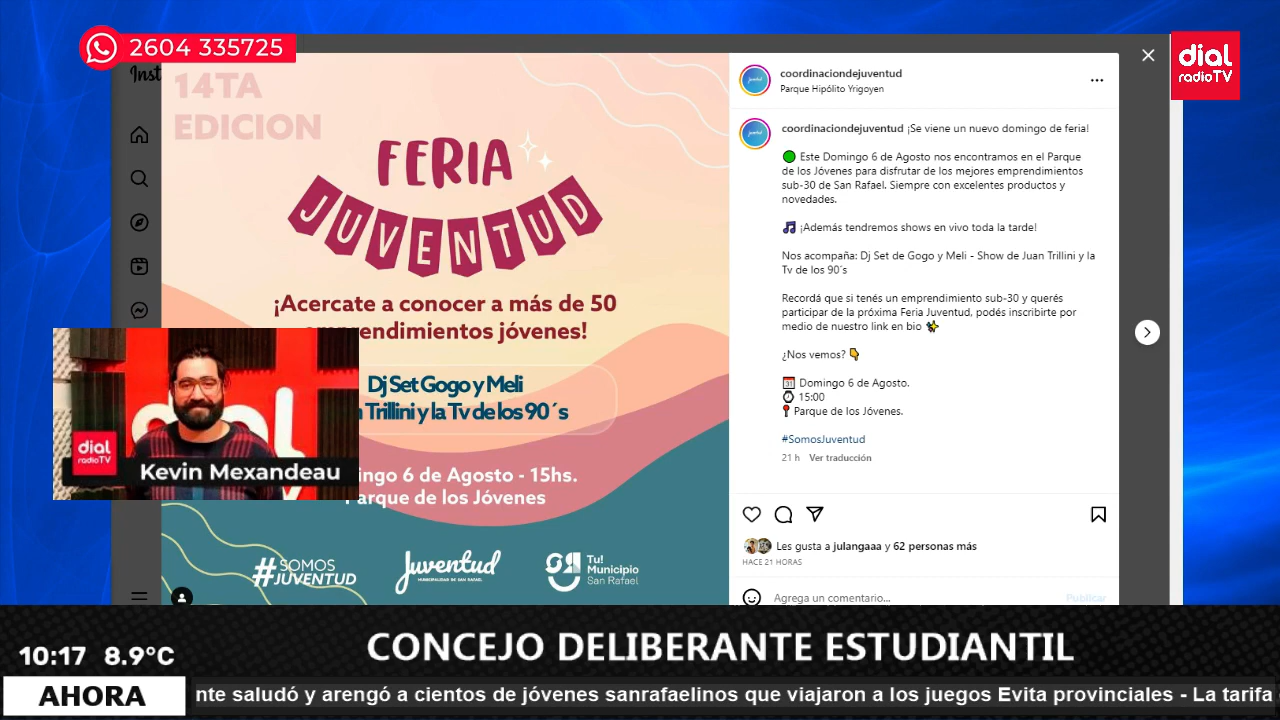 2604 335725
dial
radioTV
Inst
14TA
EDICION
FERIA
JUVENTUD
¡Acercate a conocer a más de 50
emprendimientos jóvenes!
Dj Set Gogo y Meli
Trillini y la Tv de los 90´s
ingo 6 de Agosto - 15hs.
Parque de los Jóvenes
#SOMOS
JUVENTUD
Juventud
MUNICIPALIDAD DE SAN RAFAEL
Tu!
Municipio
San Rafael
coordinaciondejuventud
Parque Hipólito Yrigoyen
coordinaciondejuventud ¡Se viene un nuevo domingo de feria!
Este Domingo 6 de Agosto nos encontramos en el Parque
de los Jóvenes para disfrutar de los mejores emprendimientos
sub-30 de San Rafael. Siempre con excelentes productos y
novedades.
¡Además tendremos shows en vivo toda la tarde!
Nos acompaña: Dj Set de Gogo y Meli - Show de Juan Trillini y la
Tv de los 90´s
Recordá que si tenés un emprendimiento sub-30 y querés
participar de la próxima Feria Juventud, podés inscribirte por
medio de nuestro link en bio ✨
¿Nos vemos? 👇
Domingo 6 de Agosto.
15:00
Parque de los Jóvenes.
#SomosJuventud
21 h Ver traducción
Les gusta a julangaaa y 62 personas más
HACE 21 HORAS
Agrega un comentario...
Publicar
dial
radioTV
Kevin Mexandeau
10:17 8.9°C
CONCEJO DELIBERANTE ESTUDIANTIL
AHORA
nte saludó y arengó a cientos de jóvenes sanrafaelinos que viajaron a los juegos Evita provinciales - La tarifa